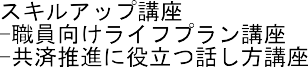 スキルアップ講座
-職員向けライフプラン講座
-共済推進に役立つ話し方講座